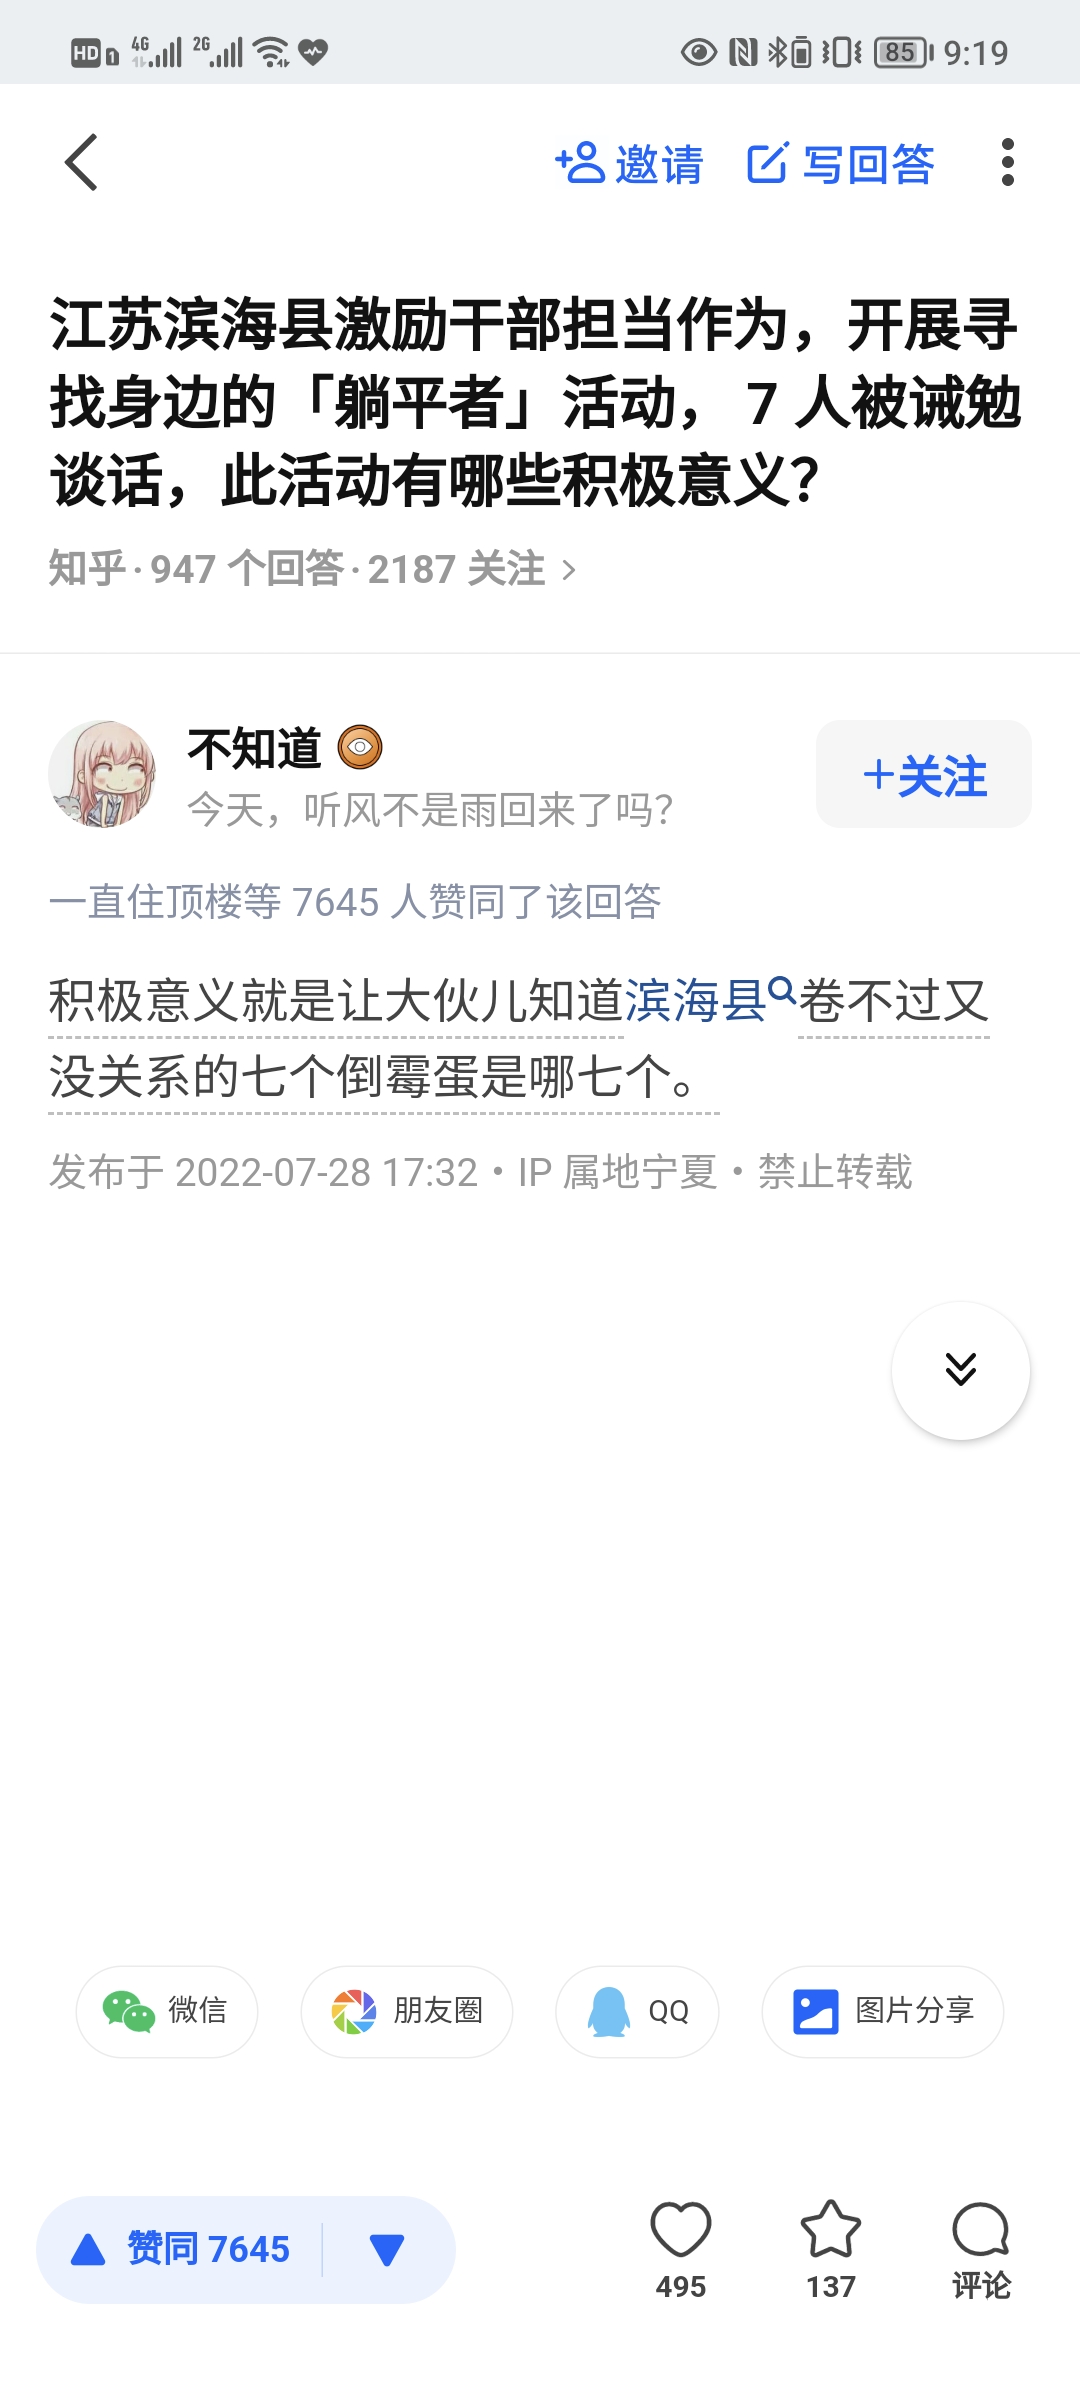 HD 1 4G 2G 85 9:19
邀请 写回答
江苏滨海县激励干部担当作为，开展寻
找身边的「躺平者」活动， 7 人被诫勉
谈话，此活动有哪些积极意义？
知乎 · 947 个回答 · 2187 关注 >
不知道
+关注
今天，听风不是雨回来了吗？
一直住顶楼等 7645 人赞同了该回答
积极意义就是让大伙儿知道滨海县卷不过又
没关系的七个倒霉蛋是哪七个。
发布于 2022-07-28 17:32 · IP 属地宁夏 · 禁止转载
微信 朋友圈 QQ 图片分享
赞同 7645
495 137 评论